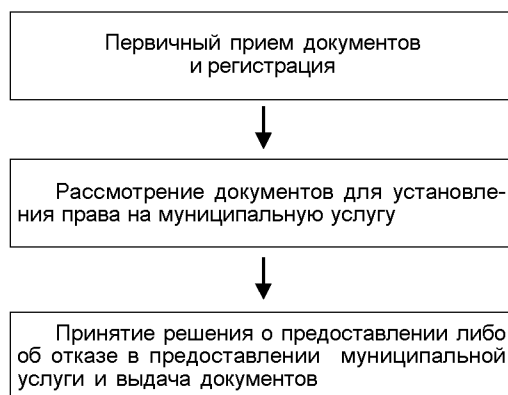 Первичный прием документов
и регистрация
Рассмотрение документов для установле-
ния права на муниципальную услугу
Принятие решения о предоставлении либо
об отказе в предоставлении муниципальной
услуги и выдача документов